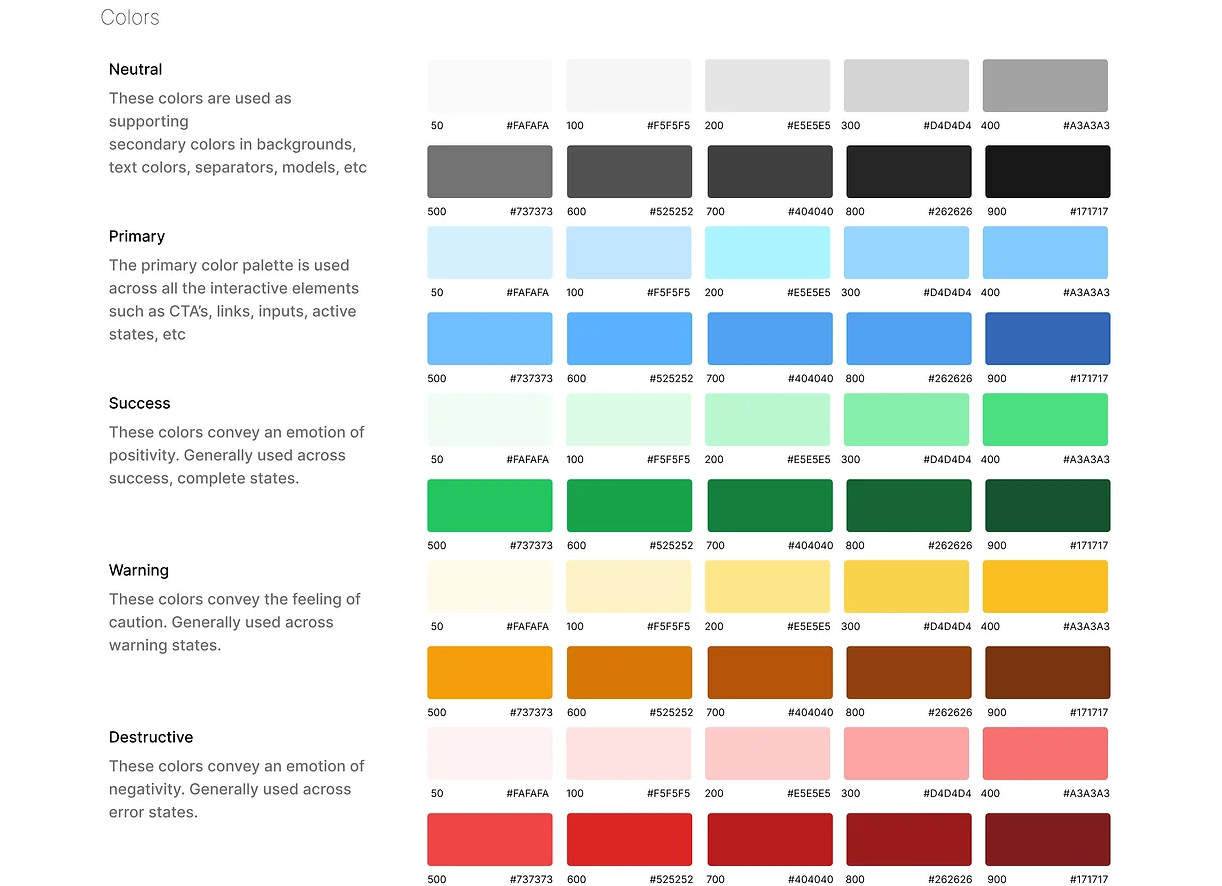 Colors
Neutral
These colors are used as
supporting
secondary colors in backgrounds,
text colors, separators, models, etc
50 #FAFAFA 100 #F5F5F5 200 #E5E5E5 300 #D4D4D4 400 #A3A3A3
500 #737373 600 #525252 700 #404040 800 #262626 900 #171717
Primary
The primary color palette is used
across all the interactive elements
such as CTA’s, links, inputs, active
states, etc
50 #FAFAFA 100 #F5F5F5 200 #E5E5E5 300 #D4D4D4 400 #A3A3A3
500 #737373 600 #525252 700 #404040 800 #262626 900 #171717
Success
These colors convey an emotion of
positivity. Generally used across
success, complete states.
50 #FAFAFA 100 #F5F5F5 200 #E5E5E5 300 #D4D4D4 400 #A3A3A3
500 #737373 600 #525252 700 #404040 800 #262626 900 #171717
Warning
These colors convey the feeling of
caution. Generally used across
warning states.
50 #FAFAFA 100 #F5F5F5 200 #E5E5E5 300 #D4D4D4 400 #A3A3A3
500 #737373 600 #525252 700 #404040 800 #262626 900 #171717
Destructive
These colors convey an emotion of
negativity. Generally used across
error states.
50 #FAFAFA 100 #F5F5F5 200 #E5E5E5 300 #D4D4D4 400 #A3A3A3
500 #737373 600 #525252 700 #404040 800 #262626 900 #171717